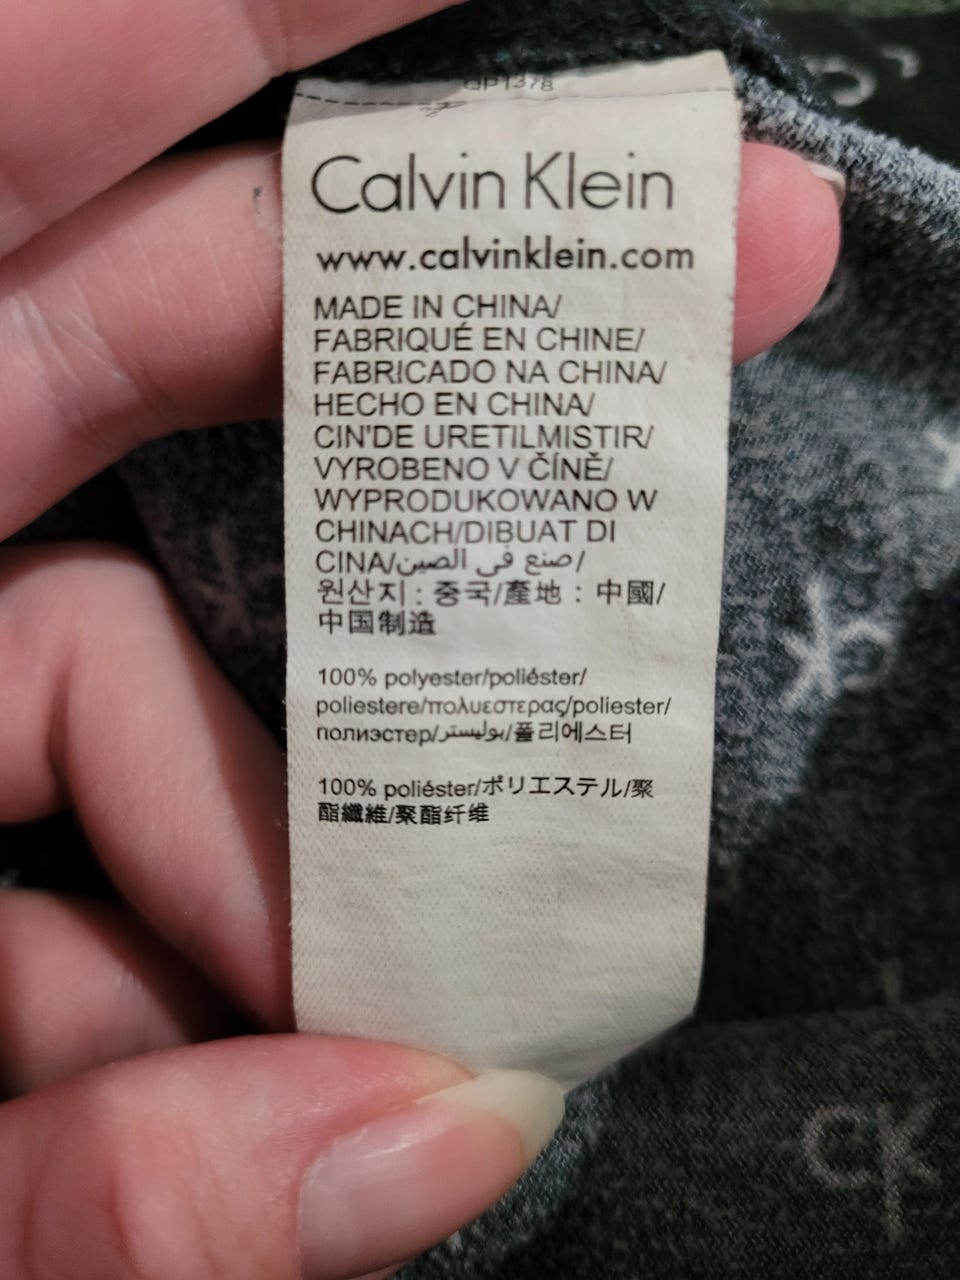 QP1378
Calvin Klein
www.calvinklein.com
MADE IN CHINA/
FABRIQUÉ EN CHINE/
FABRICADO NA CHINA/
HECHO EN CHINA/
CIN'DE URETILMISTIR/
VYROBENO V ČÍNĚ/
WYPRODUKOWANO W
CHINACH/DIBUAT DI
CINA/صنع في الصين/
원산지 : 중국/產地 : 中國/
中国制造
100% polyester/poliéster/
poliestere/πολυεστερας/poliester/
полиэстер/بوليستر/폴리에스터
100% poliéster/ポリエステル/聚
酯纖維/聚酯纤维
CK